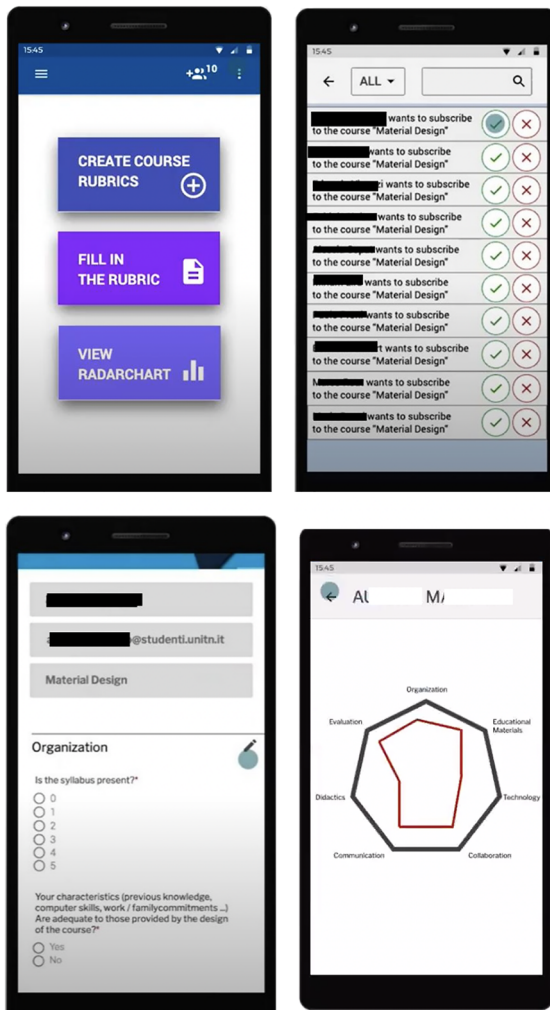 15.45
+ 10
CREATE COURSE
RUBRICS
FILL IN
THE RUBRIC
VIEW
RADARCHART
15.45
ALL
wants to subscribe
to the course "Material Design"
wants to subscribe
to the course "Material Design"
wants to subscribe
to the course "Material Design"
wants to subscribe
to the course "Material Design"
wants to subscribe
to the course "Material Design"
wants to subscribe
to the course "Material Design"
wants to subscribe
to the course "Material Design"
wants to subscribe
to the course "Material Design"
wants to subscribe
to the course "Material Design"
wants to subscribe
to the course "Material Design"
@studenti.unitn.it
Material Design
Organization
Is the syllabus present?*
0
1
2
3
4
5
Your characteristics (previous knowledge,
computer skills, work / familycommitments ...)
Are adequate to those provided by the design
of the course?*
Yes
No
15.45
Organization
Evaluation
Educational
Materials
Didactics
Technology
Communication
Collaboration